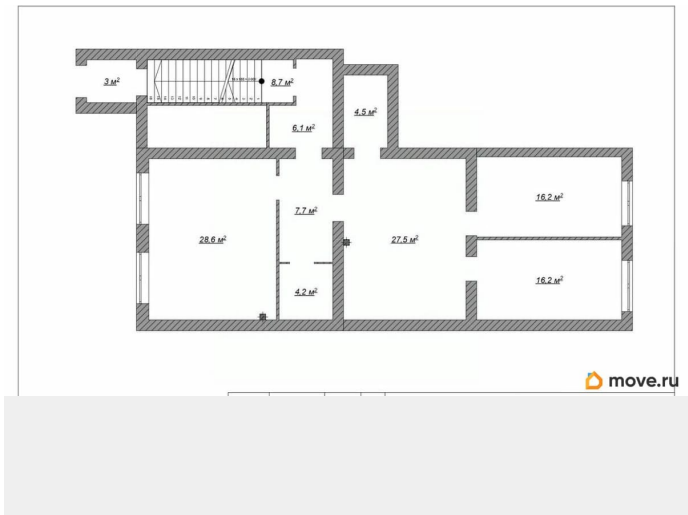 3 м²
8,7 м²
6,1 м²
4,5 м²
28,6 м²
7,7 м²
4,2 м²
27,5 м²
16,2 м²
16,2 м²
move.ru